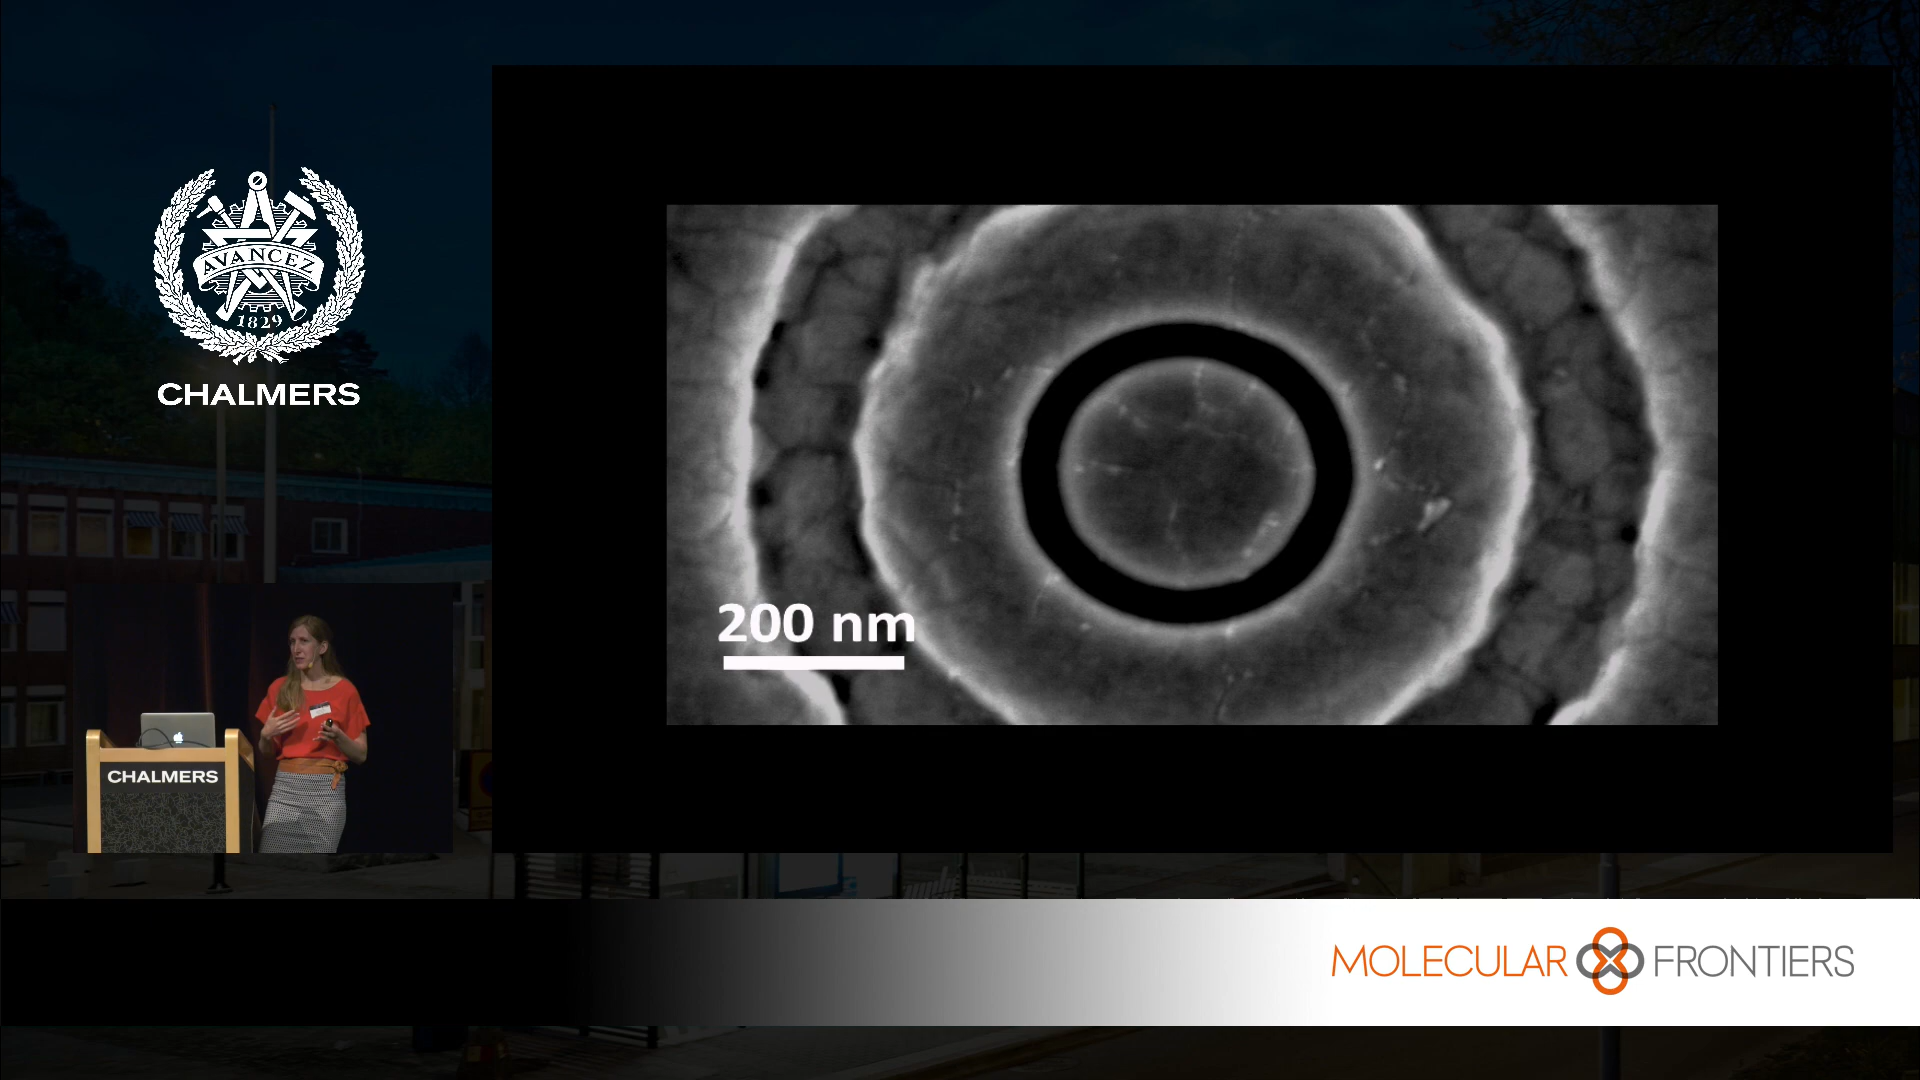 AVANCEZ
1829
CHALMERS
200 nm
CHALMERS
MOLECULAR FRONTIERS